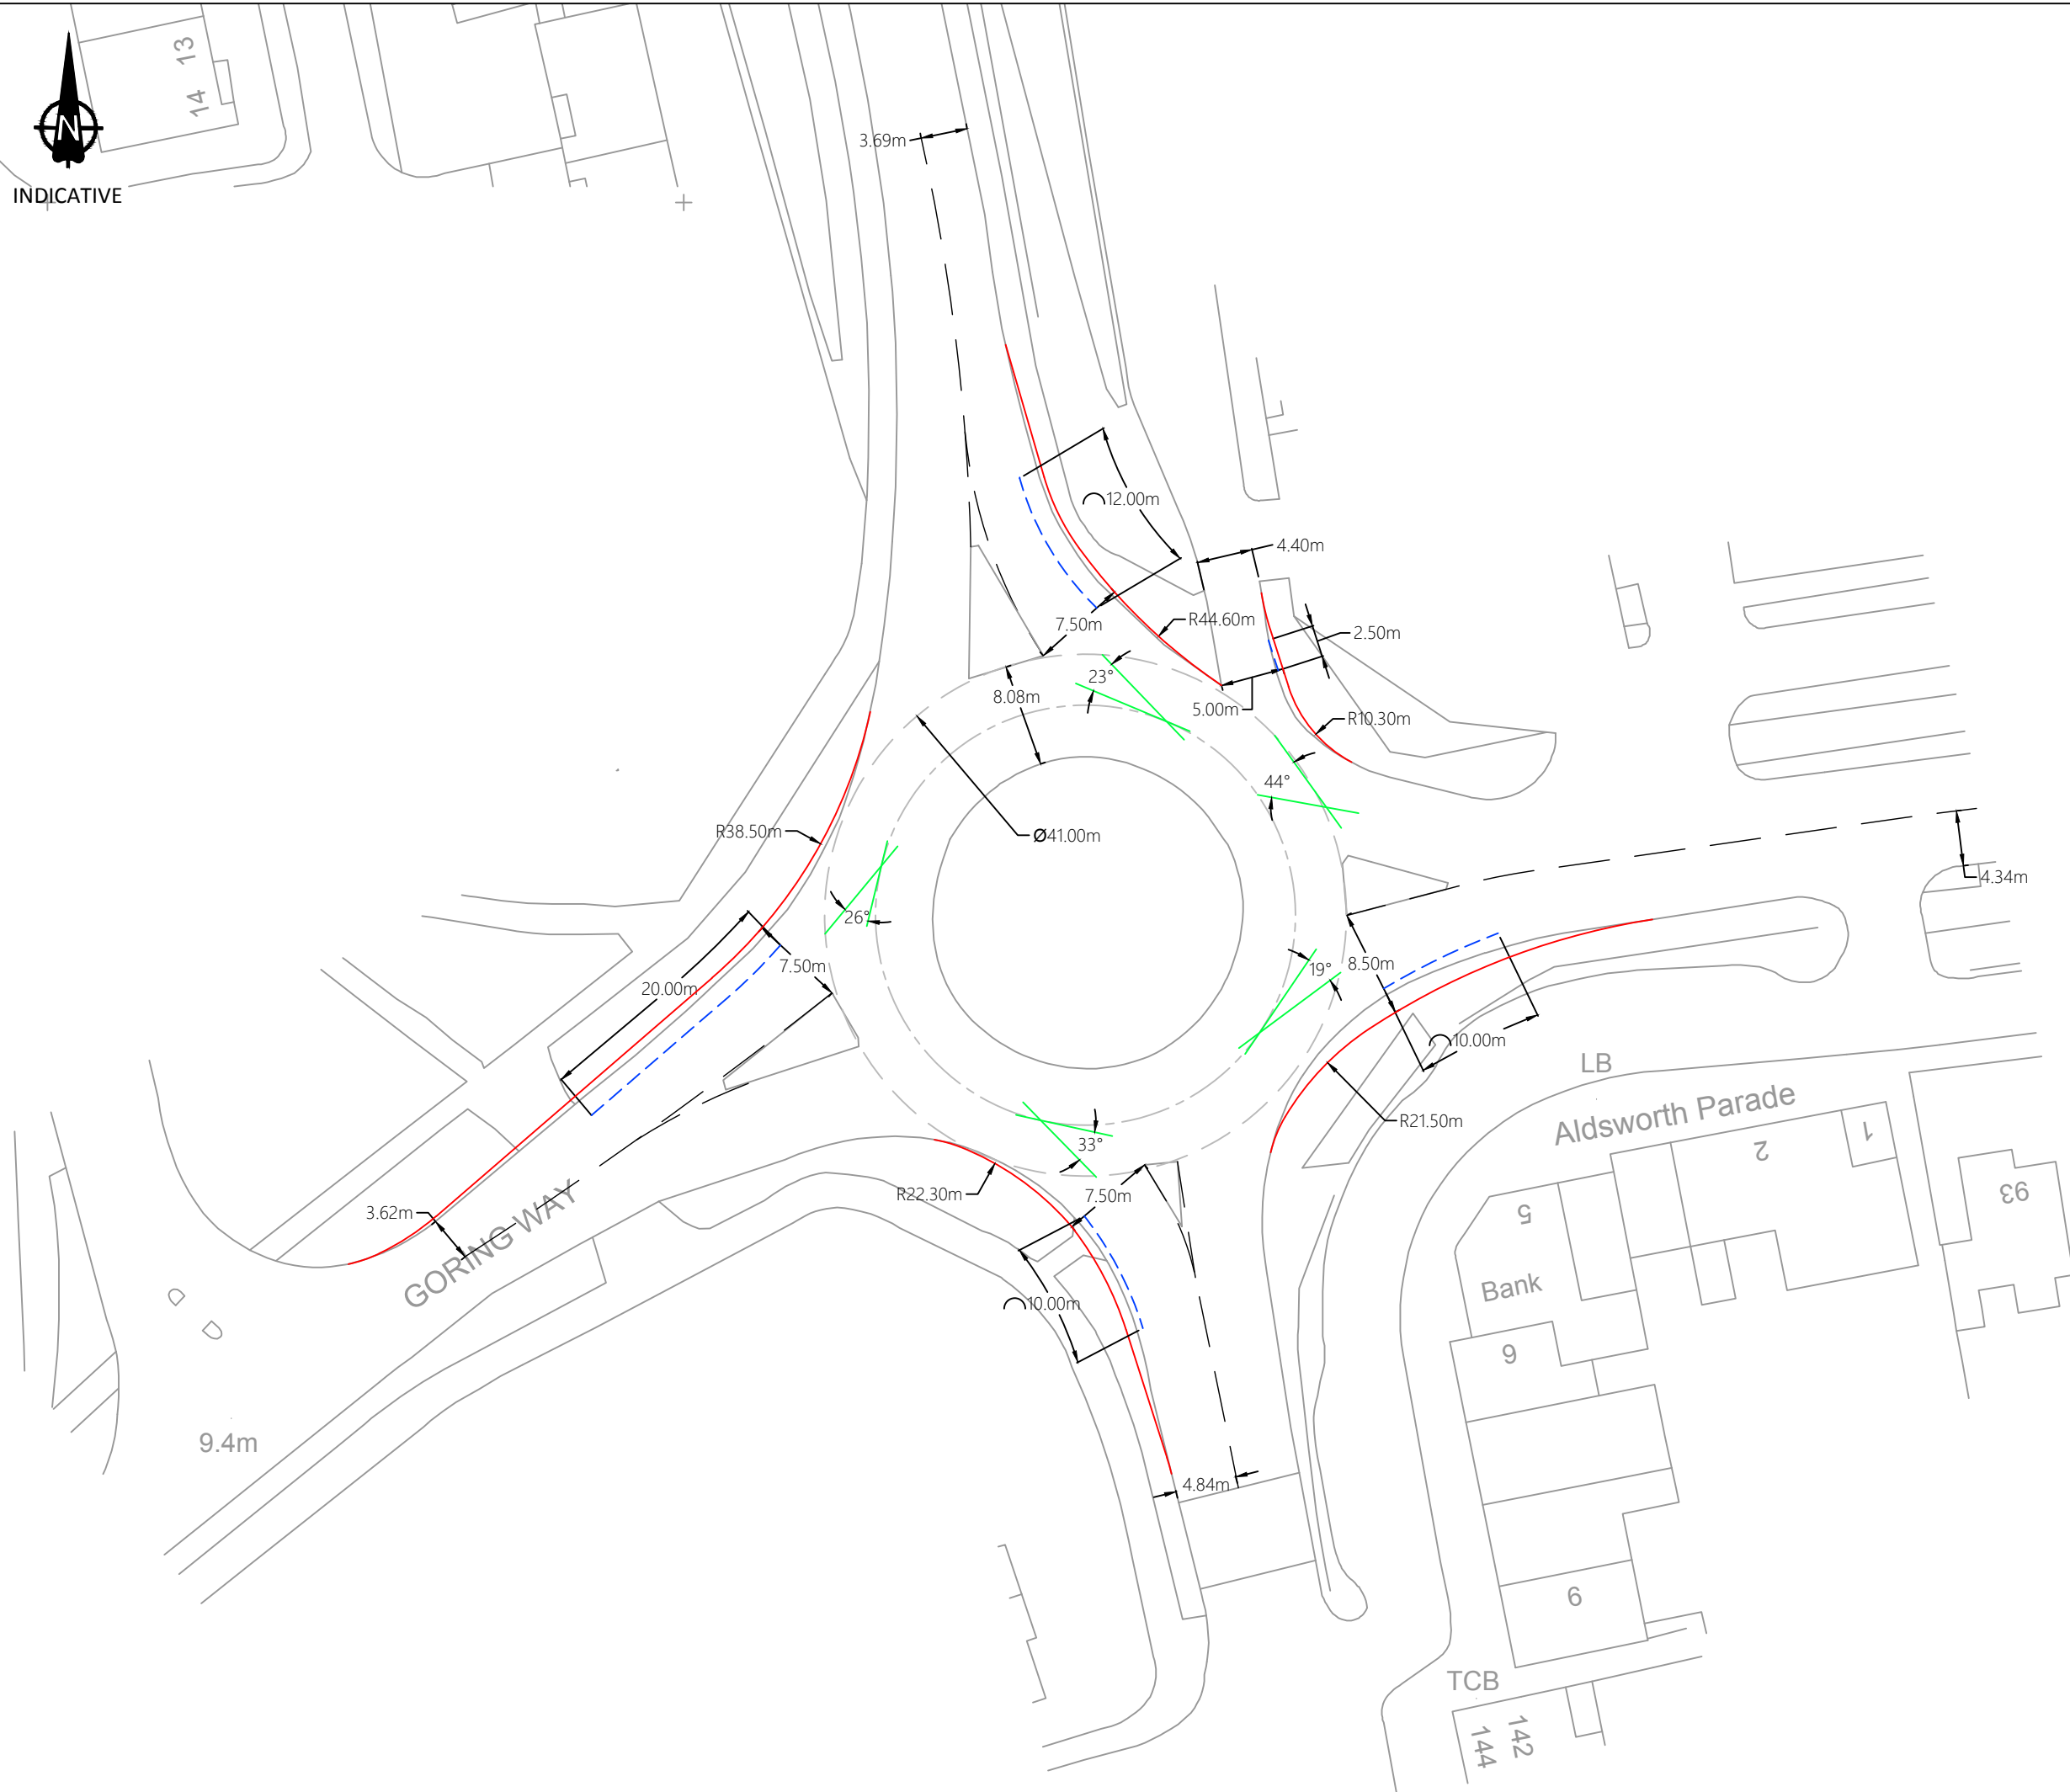 13
14
N
INDICATIVE
3.69m
12.00m
4.40m
7.50m
R44.60m
2.50m
23°
8.08m
5.00m
R10.30m
44°
R38.50m
Ø41.00m
4.34m
26°
7.50m
20.00m
19°
8.50m
10.00m
LB
Aldsworth Parade
R21.50m
1
2
33°
R22.30m
7.50m
3.62m
GORING WAY
5
93
Bank
10.00m
6
9.4m
4.84m
9
TCB
142
144